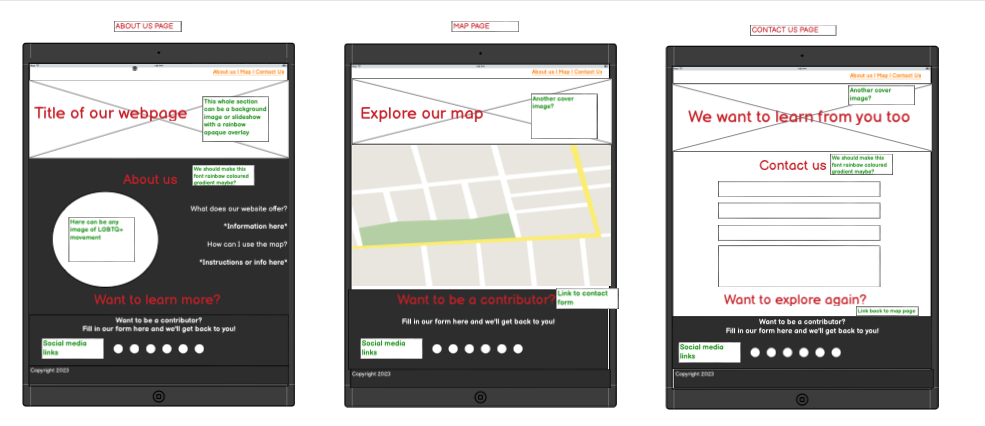 ABOUT US PAGE
About us I Map I Contact Us
Title of our webpage
This whole section
can be a background
image or slideshow
with a rainbow
opaque overlay
About us
We should make this
font rainbow coloured
gradient maybe?
Here can be any
image of LGBTQ+
movement
What does our website offer?
*Information here*
How can I use the map?
*Instructions or info here*
Want to learn more?
Want to be a contributor?
Fill in our form here and we'll get back to you!
Social media
links
Copyright 2023
MAP PAGE
About us I Map I Contact Us
Explore our map
Another cover
image?
Want to be a contributor?
Link to contact
form
Fill in our form here and we'll get back to you!
Social media
links
Copyright 2023
CONTACT US PAGE
About us I Map I Contact Us
Another cover
image?
We want to learn from you too
Contact us
We should make this
font rainbow coloured
gradient maybe?
Want to explore again?
Link back to map page
Want to be a contributor?
Fill in our form here and we'll get back to you!
Social media
links
Copyright 2023